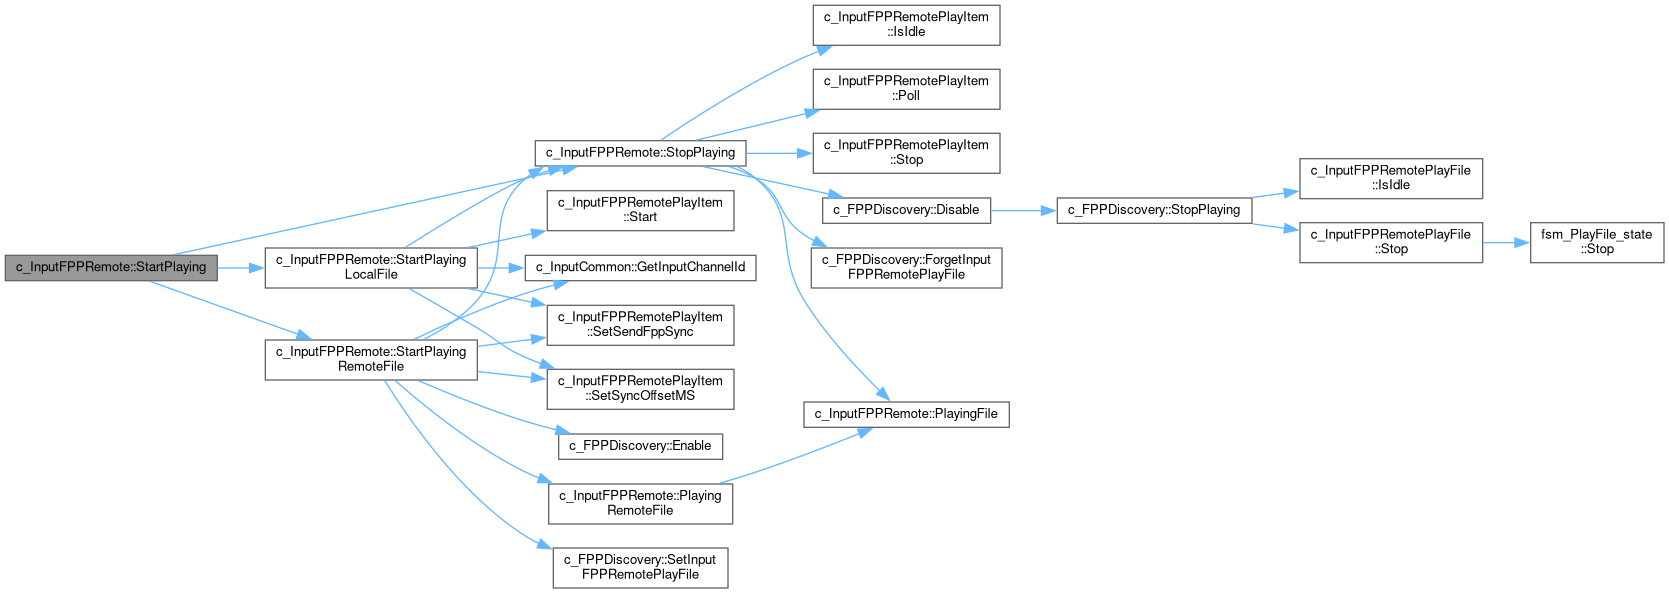 c_InputFPPRemote::StartPlaying
c_InputFPPRemote::StopPlaying
c_InputFPPRemote::StartPlaying
LocalFile
c_InputFPPRemote::StartPlaying
RemoteFile
c_InputFPPRemotePlayItem
::Start
c_InputCommon::GetInputChannelId
c_InputFPPRemotePlayItem
::SetSendFppSync
c_InputFPPRemotePlayItem
::SetSyncOffsetMS
c_FPPDiscovery::Enable
c_InputFPPRemote::Playing
RemoteFile
c_FPPDiscovery::SetInput
FPPRemotePlayFile
c_InputFPPRemotePlayItem
::IsIdle
c_InputFPPRemotePlayItem
::Poll
c_InputFPPRemotePlayItem
::Stop
c_FPPDiscovery::Disable
c_FPPDiscovery::ForgetInput
FPPRemotePlayFile
c_InputFPPRemote::PlayingFile
c_FPPDiscovery::StopPlaying
c_InputFPPRemotePlayFile
::IsIdle
c_InputFPPRemotePlayFile
::Stop
fsm_PlayFile_state
::Stop